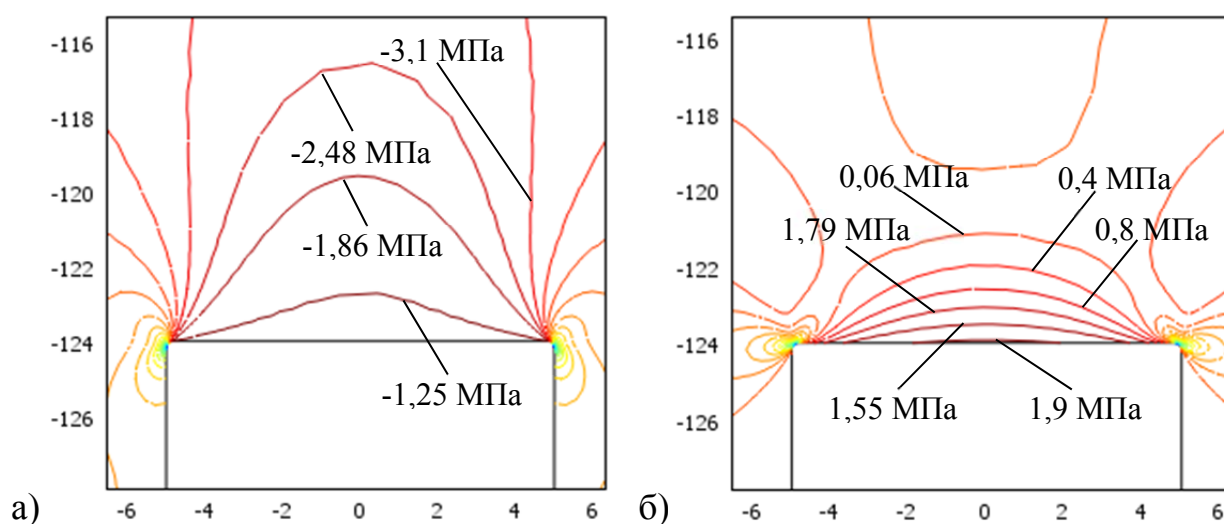 -116
-118
-120
-122
-124
-126
-3,1 МПа
-2,48 МПа
-1,86 МПа
-1,25 МПа
а)
-6 -4 -2 0 2 4 6
-116
-118
-120
-122
-124
-126
0,06 МПа
0,4 МПа
1,79 МПа
0,8 МПа
1,55 МПа
1,9 МПа
б)
-6 -4 -2 0 2 4 6